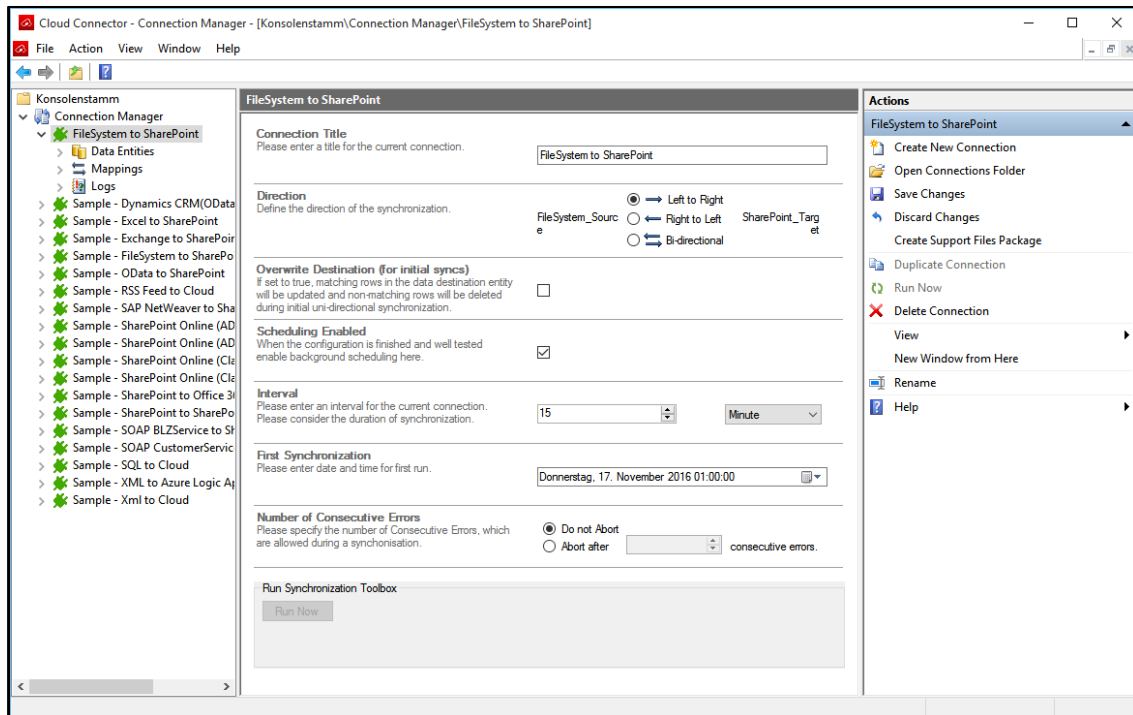 Cloud Connector - Connection Manager - [Konsolenstamm\Connection Manager\FileSystem to SharePoint]
File Action View Window Help
Konsolenstamm
Connection Manager
FileSystem to SharePoint
Data Entities
Mappings
Logs
Sample - Dynamics CRM(OData
Sample - Excel to SharePoint
Sample - Exchange to SharePoin
Sample - FileSystem to SharePo
Sample - OData to SharePoint
Sample - RSS Feed to Cloud
Sample - SAP NetWeaver to Sha
Sample - SharePoint Online (AD
Sample - SharePoint Online (AD
Sample - SharePoint Online (Cla
Sample - SharePoint Online (Cla
Sample - SharePoint to Office 3
Sample - SharePoint to SharePo
Sample - SOAP BLZService to Sh
Sample - SOAP CustomerServic
Sample - SQL to Cloud
Sample - XML to Azure Logic Ap
Sample - Xml to Cloud
FileSystem to SharePoint
Connection Title
Please enter a title for the current connection.
FileSystem to SharePoint
Direction
Define the direction of the synchronization.
FileSystem_Sourc
e
Left to Right
Right to Left
Bi-directional
SharePoint_Targ
et
Overwrite Destination (for initial syncs)
If set to true, matching rows in the data destination entity
will be updated and non-matching rows will be deleted
during initial uni-directional synchronization.
Scheduling Enabled
When the configuration is finished and well tested
enable background scheduling here.
Interval
Please enter an interval for the current connection.
Please consider the duration of synchronization.
15 Minute
First Synchronization
Please enter date and time for first run.
Donnerstag, 17. November 2016 01:00:00
Number of Consecutive Errors
Please specify the number of Consecutive Errors, which
are allowed during a synchonisation.
Do not Abort
Abort after consecutive errors.
Run Synchronization Toolbox
Run Now
Actions
FileSystem to SharePoint
Create New Connection
Open Connections Folder
Save Changes
Discard Changes
Create Support Files Package
Duplicate Connection
Run Now
Delete Connection
View
New Window from Here
Rename
Help